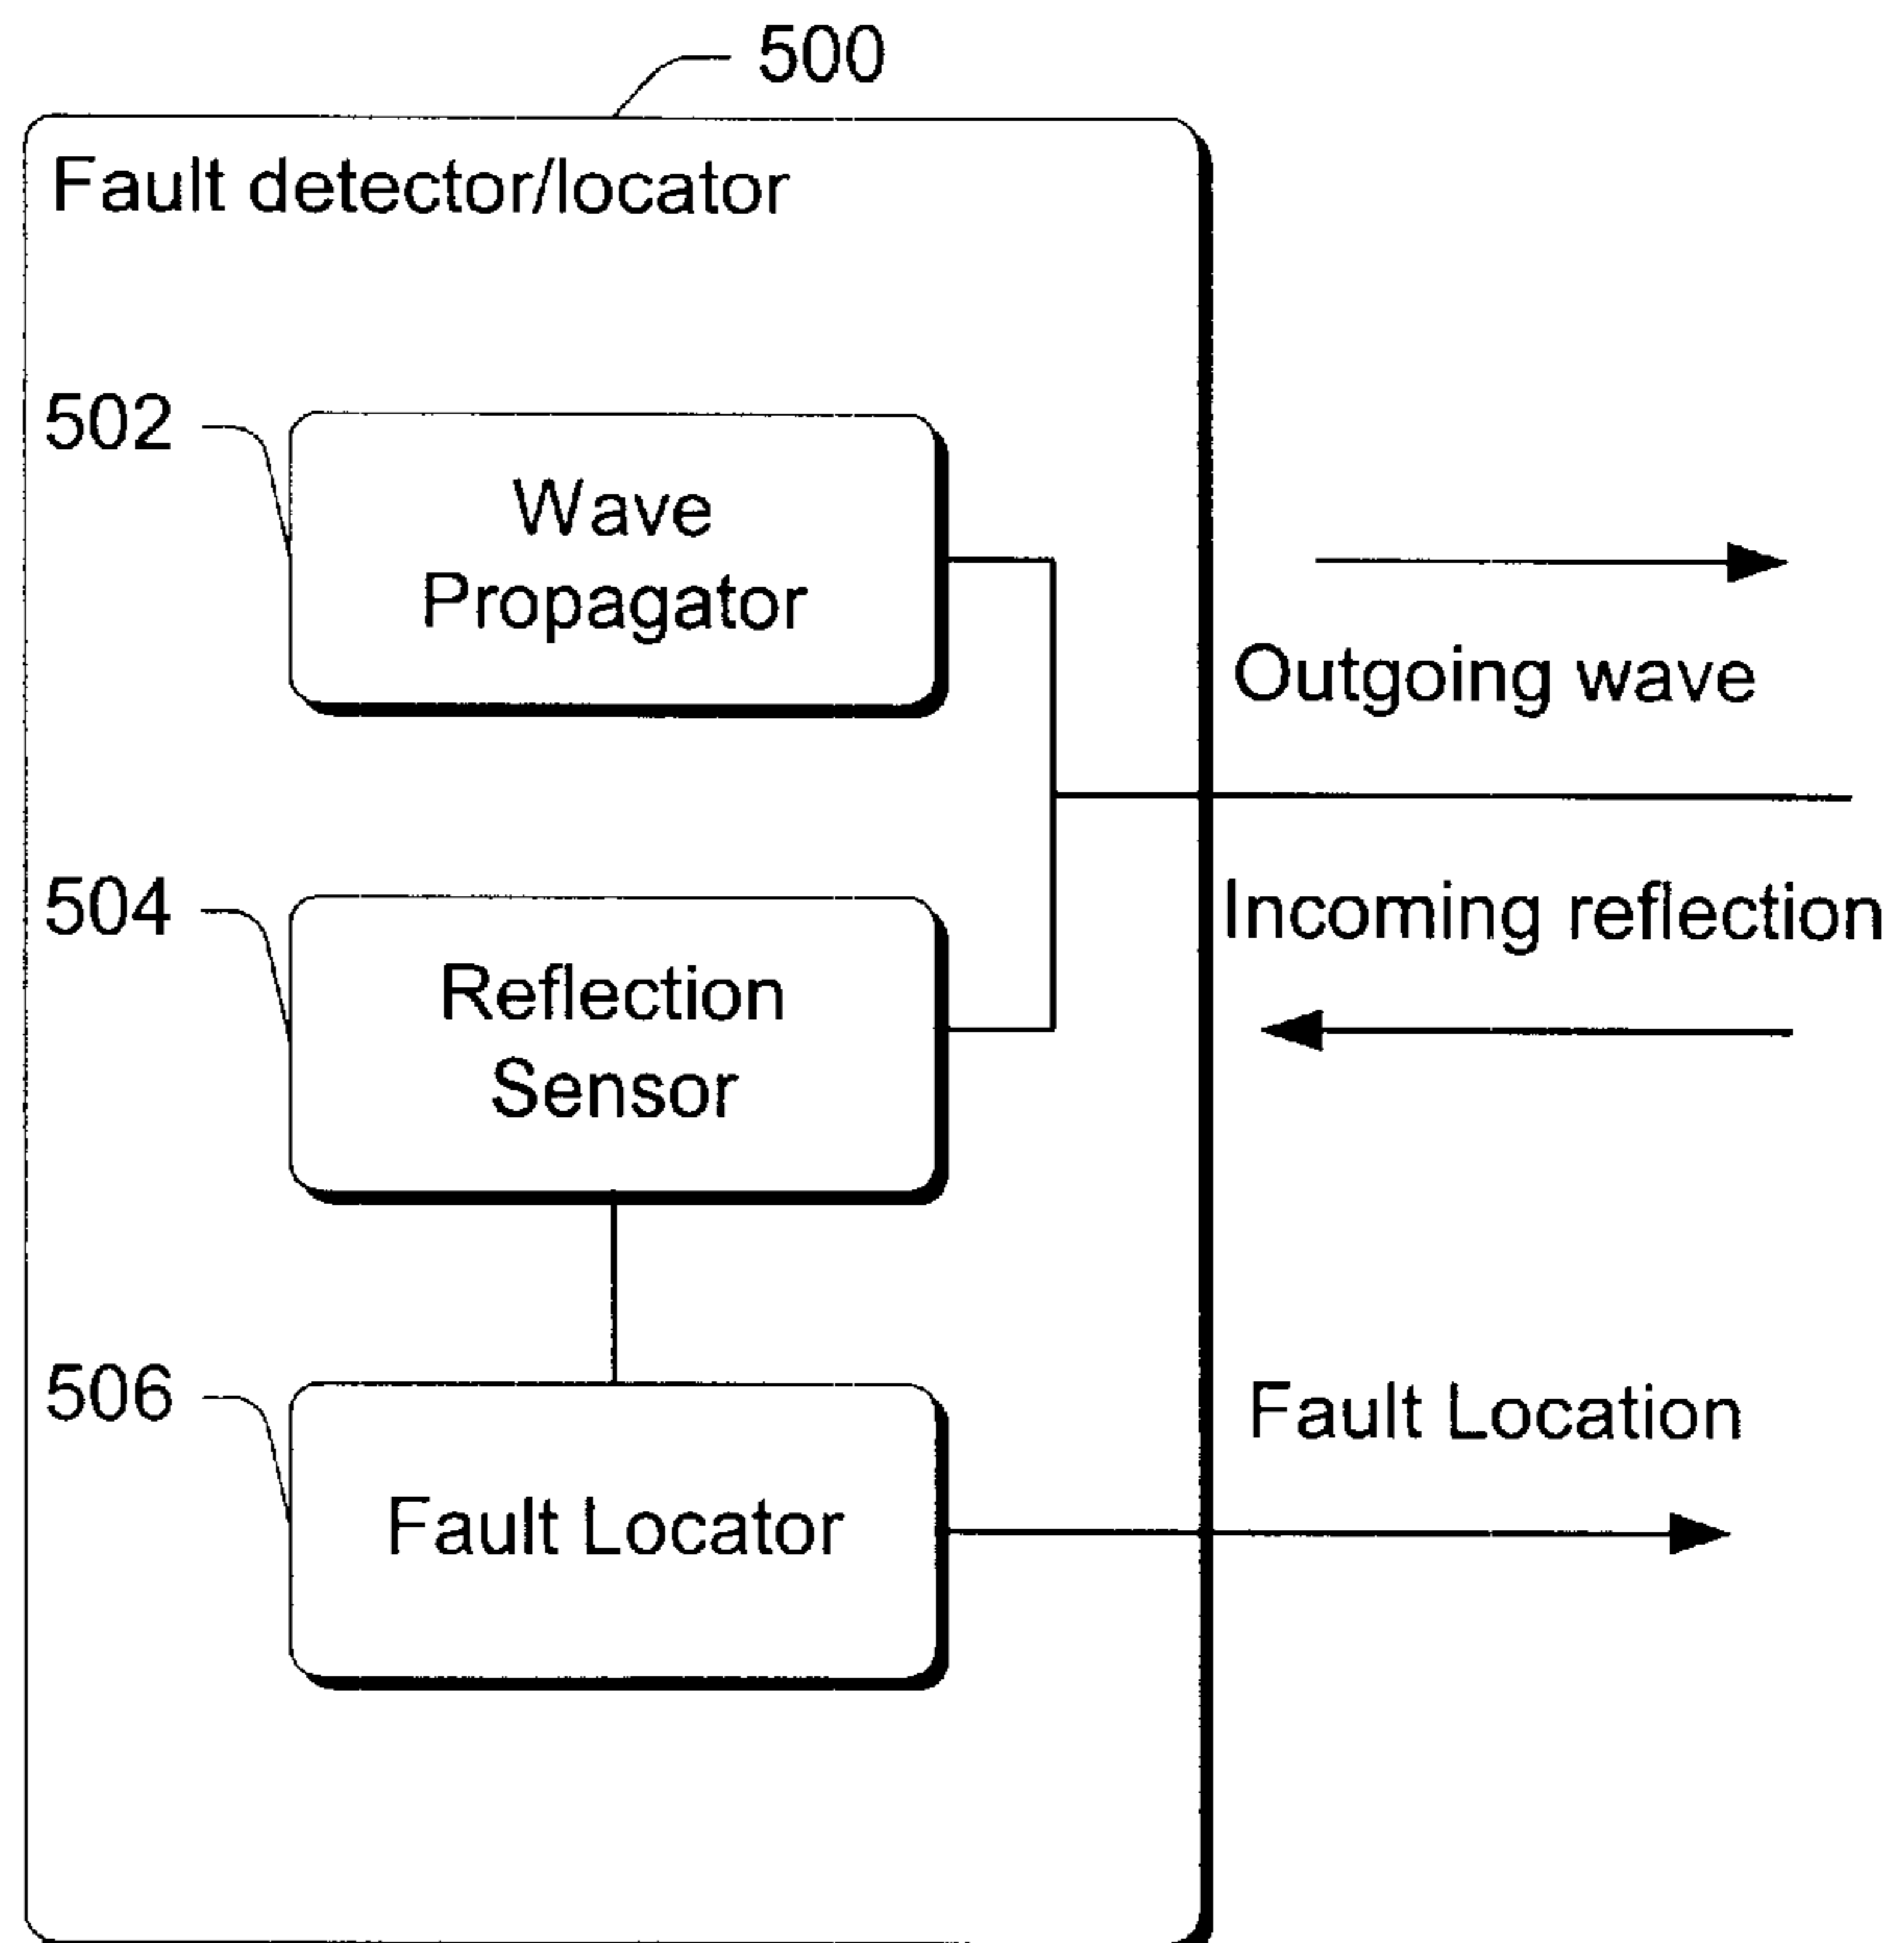 500
Fault detector/locator
502
Wave
Propagator
Outgoing wave
504
Incoming reflection
Reflection
Sensor
506
Fault Location
Fault Locator